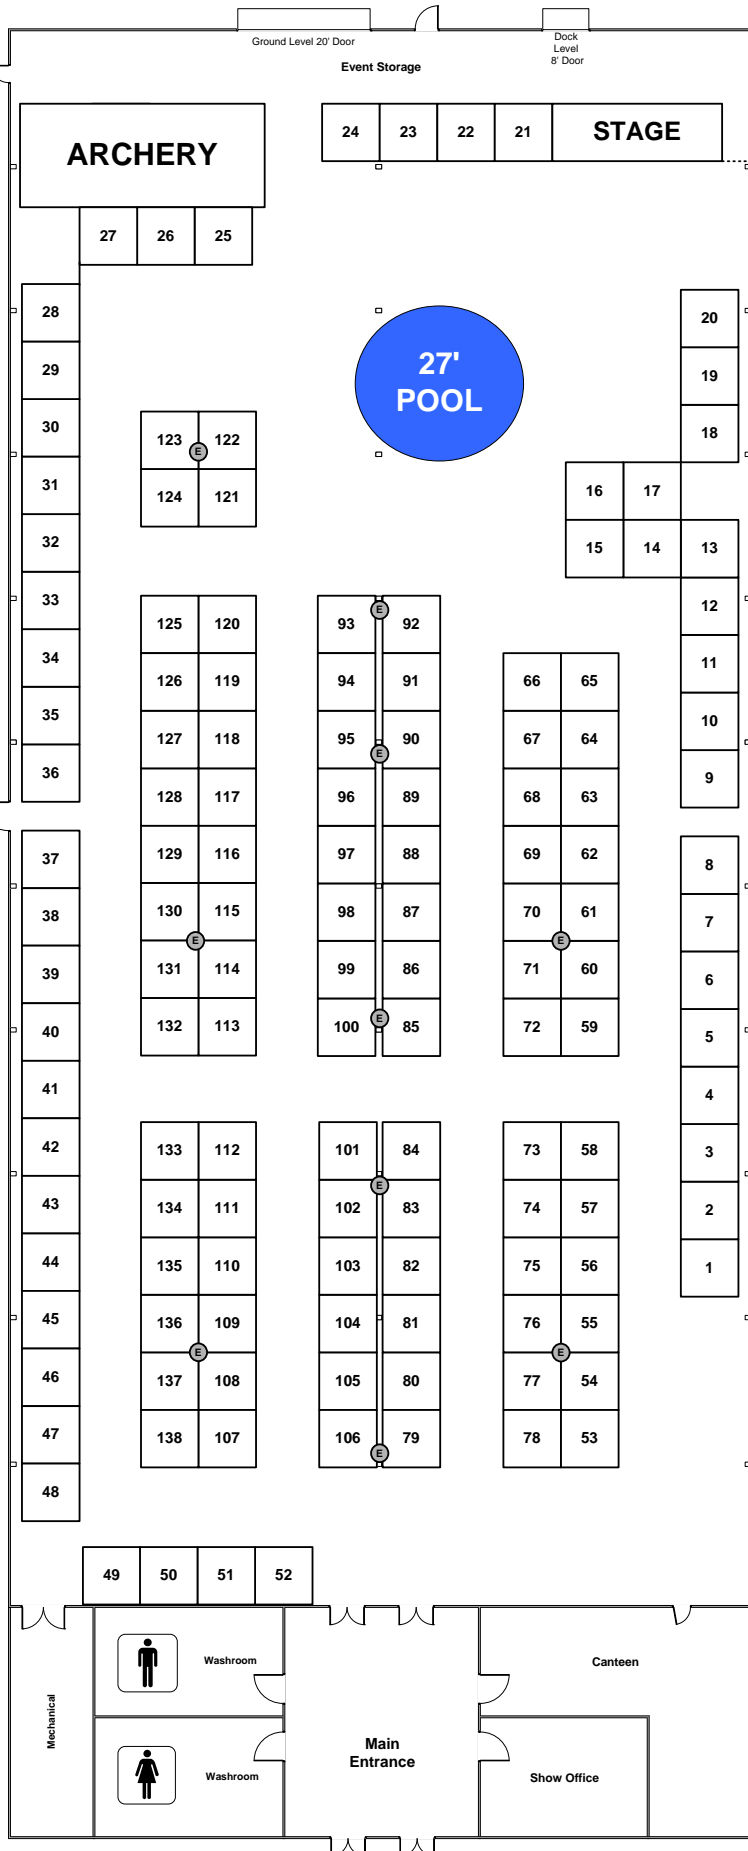 Ground Level 20' Door
Dock
Level
8' Door
Event Storage
ARCHERY
24 23 22 21 STAGE
27 26 25
28
20
29
27'
POOL
19
30
123 122
E
18
31
124 121
16 17
32
15 14 13
33
125 120
93 92
E
12
34
126 119
94 91
66 65
11
35
127 118
95 90
E
67 64
10
36
128 117
96 89
68 63
9
37
129 116
97 88
69 62
8
38
130 115
98 87
70 61
7
E
E
39
131 114
99 86
71 60
6
40
132 113
100 85
E
72 59
5
41
4
42
133 112
101 84
73 58
3
E
43
134 111
102 83
74 57
2
44
135 110
103 82
75 56
1
45
136 109
104 81
76 55
E
E
46
137 108
105 80
77 54
47
138 107
106 79
E
78 53
48
49 50 51 52
Washroom
Canteen
Mechanical
Main
Entrance
Washroom
Show Office